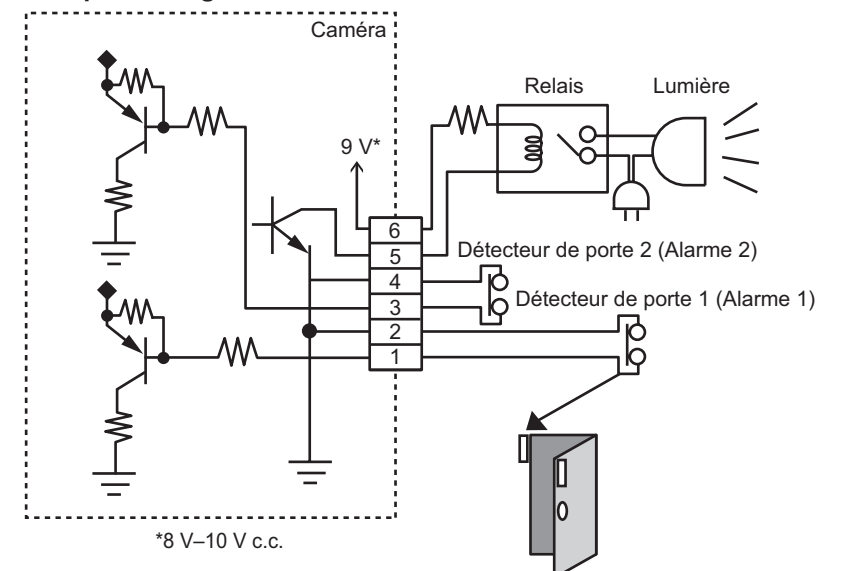 Caméra
Relais
Lumière
9 V*
6
5
Détecteur de porte 2 (Alarme 2)
4
3
Détecteur de porte 1 (Alarme 1)
2
1
*8 V–10 V c.c.